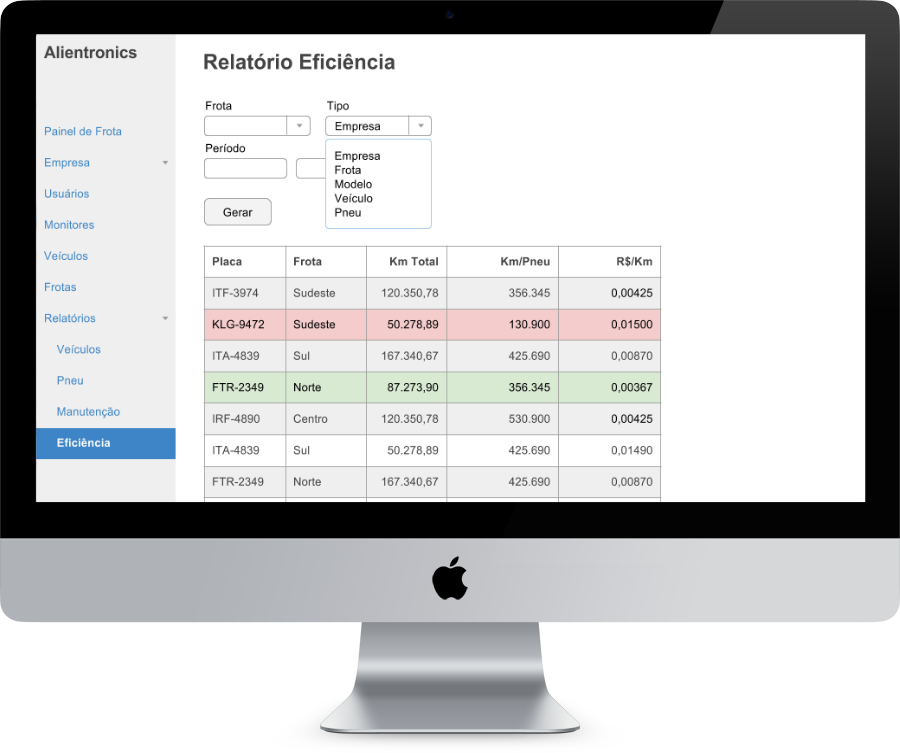 Alientronics
Painel de Frota
Empresa
Usuários
Monitores
Veículos
Frotas
Relatórios
Veículos
Pneu
Manutenção
Eficiência
Relatório Eficiência
Frota
Tipo
Empresa
Período
Empresa
Frota
Modelo
Veículo
Pneu
Gerar
Placa Frota Km Total Km/Pneu R$/Km
ITF-3974 Sudeste 120.350,78 356.345 0,00425
KLG-9472 Sudeste 50.278,89 130.900 0,01500
ITA-4839 Sul 167.340,67 425.690 0,00870
FTR-2349 Norte 87.273,90 356.345 0,00367
IRF-4890 Centro 120.350,78 530.900 0,00425
ITA-4839 Sul 50.278,89 425.690 0,01490
FTR-2349 Norte 167.340,67 425.690 0,00870